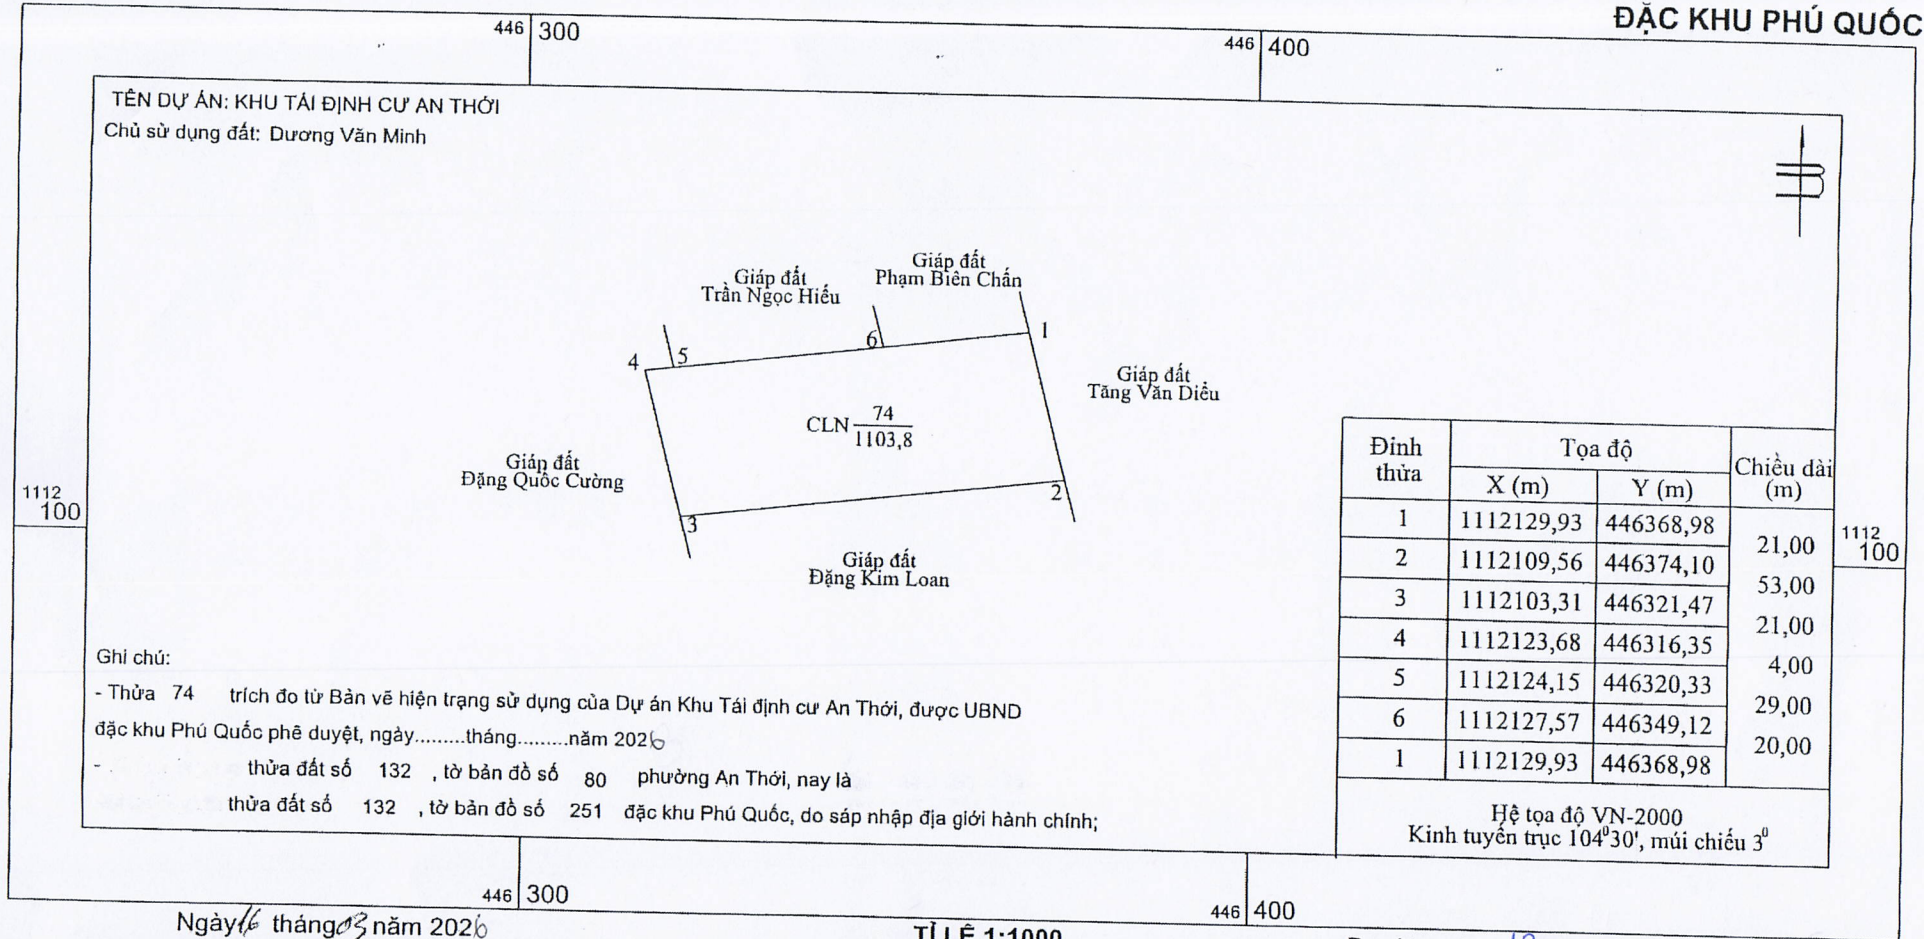 ĐẶC KHU PHÚ QUỐC
446 300
446 400
TÊN DỰ ÁN: KHU TÁI ĐỊNH CƯ AN THỚI
Chủ sử dụng đất: Dương Văn Minh
Giáp đất
Trần Ngọc Hiếu
Giáp đất
Phạm Biên Chấn
4
5
6
1
Giáp đất
Tăng Văn Diều
CLN 74
1103,8
Giáp đất
Đặng Quốc Cường
3
2
Giáp đất
Đặng Kim Loan
1112
100
1112
100
Đỉnh thửa Tọa độ Chiều dài (m)
X (m) Y (m)
1 1112129,93 446368,98
21,00
2 1112109,56 446374,10
53,00
3 1112103,31 446321,47
21,00
4 1112123,68 446316,35
4,00
5 1112124,15 446320,33
29,00
6 1112127,57 446349,12
20,00
1 1112129,93 446368,98
Hệ tọa độ VN-2000
Kinh tuyến trục 104⁰30', múi chiếu 3⁰
Ghi chú:
- Thửa 74 trích đo từ Bản vẽ hiện trạng sử dụng của Dự án Khu Tái định cư An Thới, được UBND
đặc khu Phú Quốc phê duyệt, ngày.........tháng.........năm 2026
- thửa đất số 132 , tờ bản đồ số 80 phường An Thới, nay là
thửa đất số 132 , tờ bản đồ số 251 đặc khu Phú Quốc, do sáp nhập địa giới hành chính;
446 300
446 400
Ngày 16 tháng 03 năm 2026
TỈ LỆ 1:1000